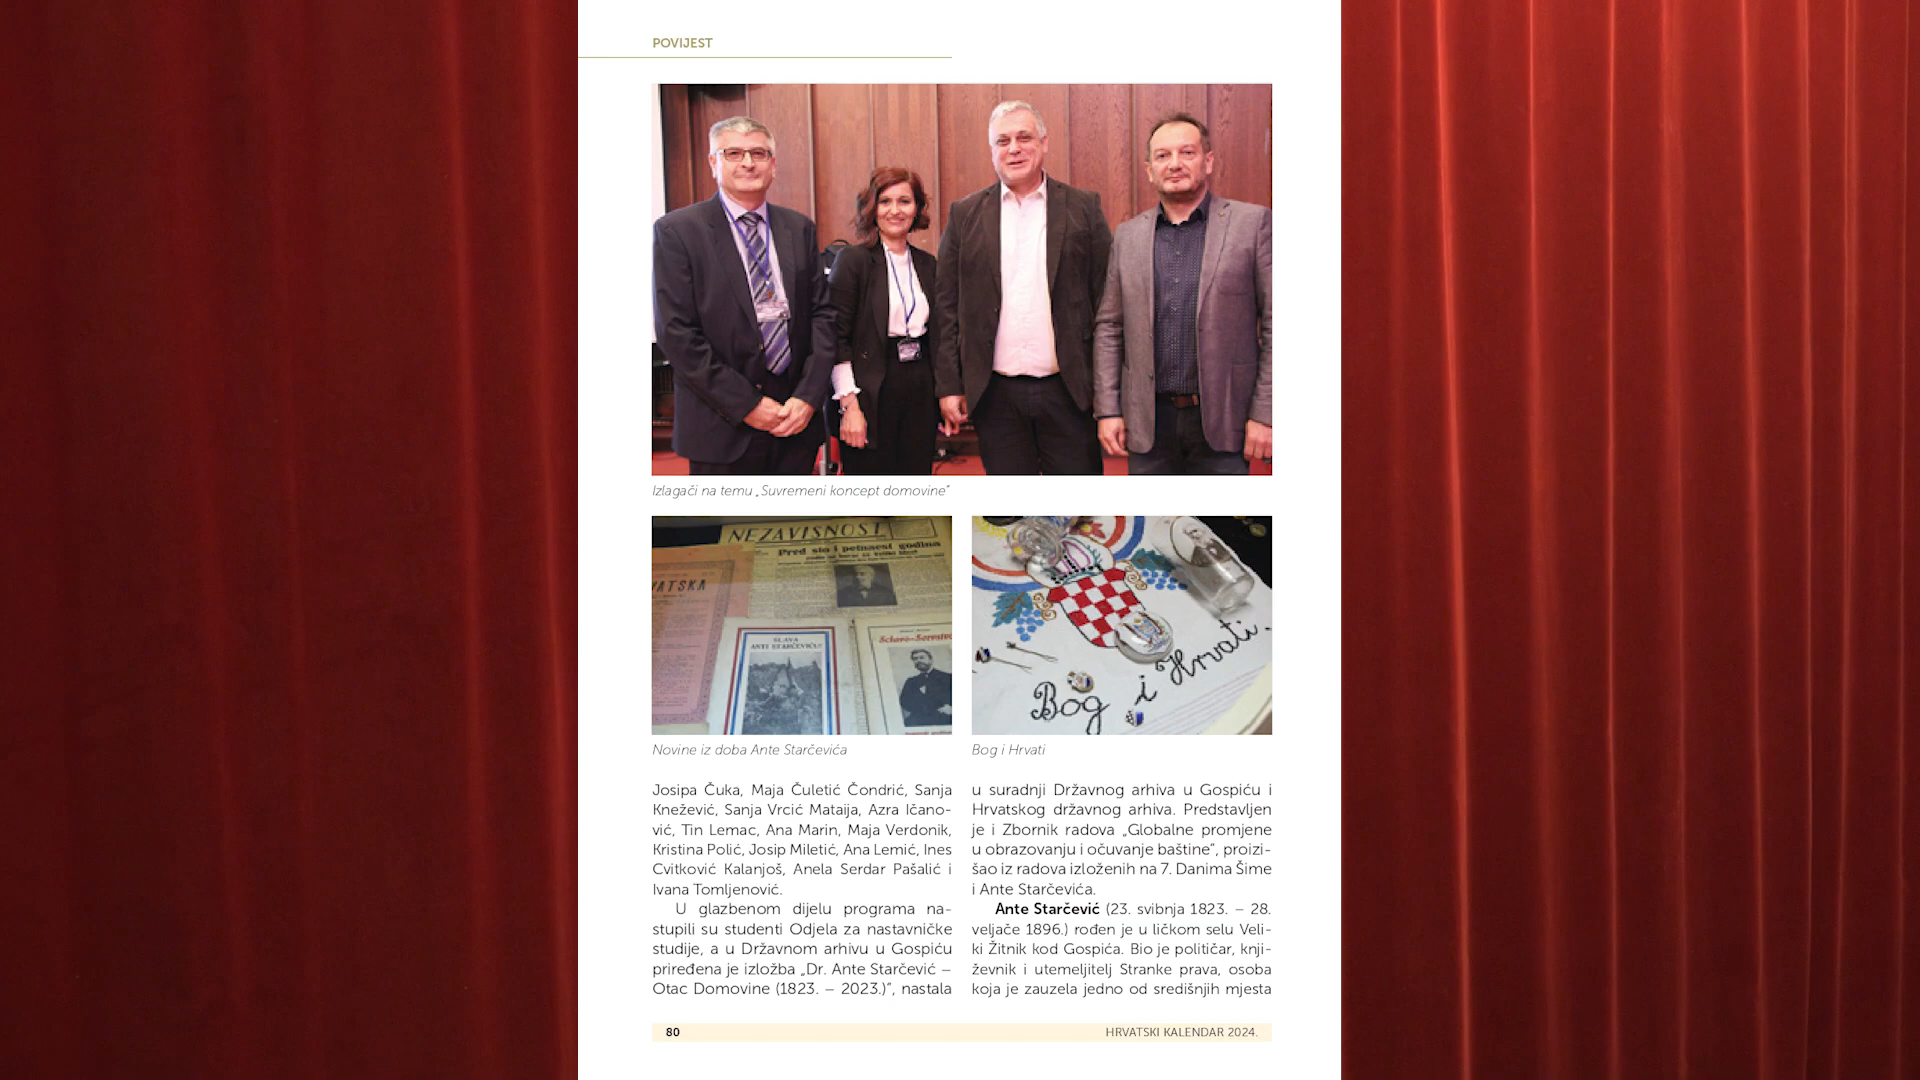 POVIJEST
Izlagači na temu „Suvremeni koncept domovine”
NEZAVISNOST
Pred sto i petnaest godina
VATSKA
SLAVA
ANTI STARČEVIĆU!
Bog i Hrvati.
Novine iz doba Ante Starčevića
Bog i Hrvati
Josipa Čuka, Maja Čuletić Čondrić, Sanja
Knežević, Sanja Vrcić Mataija, Azra Ičano-
vić, Tin Lemac, Ana Marin, Maja Verdonik,
Kristina Polić, Josip Miletić, Ana Lemić, Ines
Cvitković Kalanjoš, Anela Serdar Pašalić i
Ivana Tomljenović.
U glazbenom dijelu programa na-
stupili su studenti Odjela za nastavničke
studije, a u Državnom arhivu u Gospiću
priređena je izložba „Dr. Ante Starčević –
Otac Domovine (1823. – 2023.)”, nastala
u suradnji Državnog arhiva u Gospiću i
Hrvatskog državnog arhiva. Predstavljen
je i Zbornik radova „Globalne promjene
u obrazovanju i očuvanje baštine”, proizi-
šao iz radova izloženih na 7. Danima Šime
i Ante Starčevića.
Ante Starčević (23. svibnja 1823. – 28.
veljače 1896.) rođen je u ličkom selu Veli-
ki Žitnik kod Gospića. Bio je političar, knji-
ževnik i utemeljitelj Stranke prava, osoba
koja je zauzela jedno od središnjih mjesta
80
HRVATSKI KALENDAR 2024.